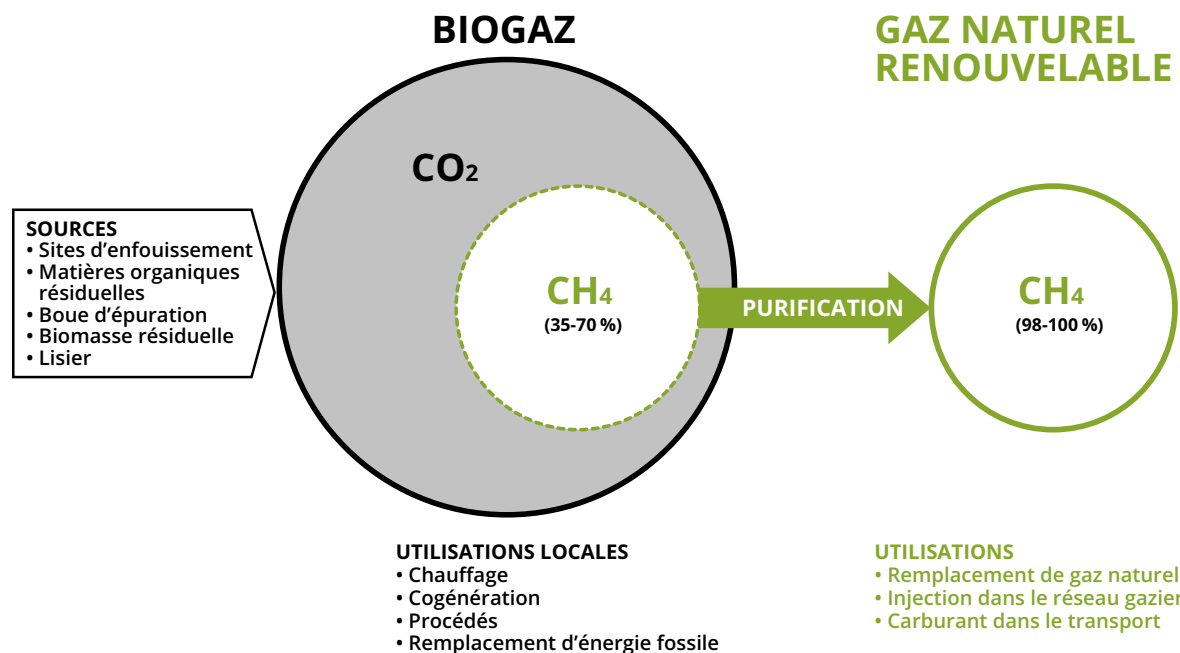 BIOGAZ
GAZ NATUREL
RENOUVELABLE
CO₂
SOURCES
• Sites d'enfouissement
• Matières organiques
résiduelles
• Boue d'épuration
• Biomasse résiduelle
• Lisier
CH₄
(35-70 %)
PURIFICATION
CH₄
(98-100 %)
UTILISATIONS LOCALES
• Chauffage
• Cogénération
• Procédés
• Remplacement d'énergie fossile
UTILISATIONS
• Remplacement de gaz naturel
• Injection dans le réseau gazier
• Carburant dans le transport